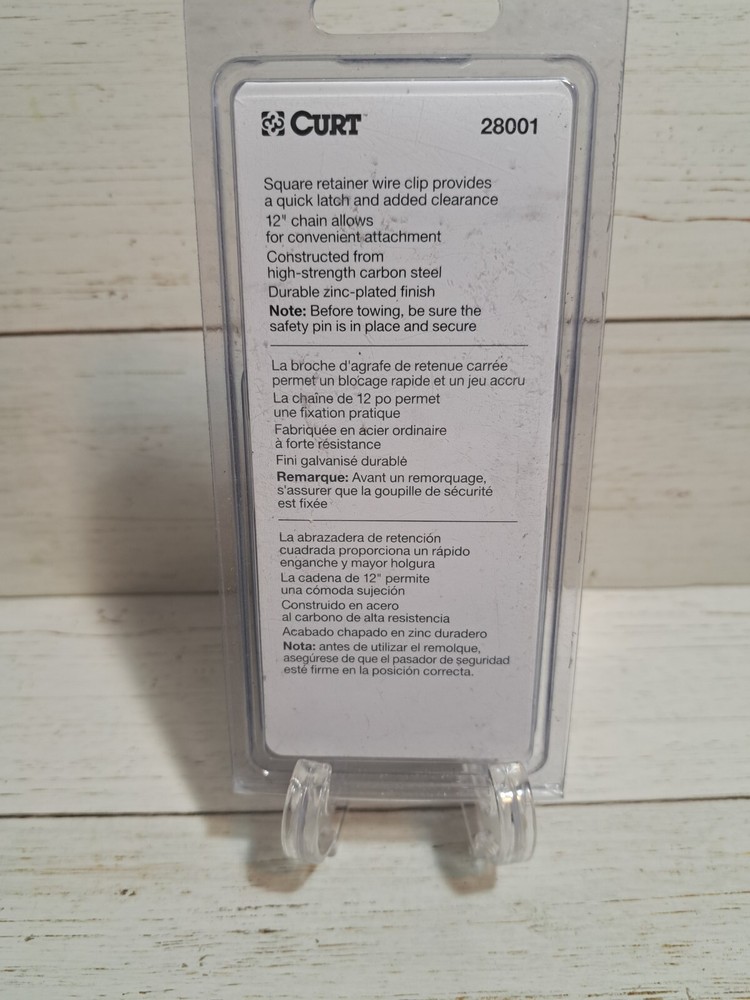 CURT
28001
Square retainer wire clip provides
a quick latch and added clearance
12" chain allows
for convenient attachment
Constructed from
high-strength carbon steel
Durable zinc-plated finish
Note: Before towing, be sure the
safety pin is in place and secure
La broche d'agrafe de retenue carrée
permet un blocage rapide et un jeu accru
La chaîne de 12 po permet
une fixation pratique
Fabriquée en acier ordinaire
à forte résistance
Fini galvanisé durable
Remarque: Avant un remorquage,
s'assurer que la goupille de sécurité
est fixée
La abrazadera de retención
cuadrada proporciona un rápido
enganche y mayor holgura
La cadena de 12" permite
una cómoda sujeción
Construido en acero
al carbono de alta resistencia
Acabado chapado en zinc duradero
Nota: antes de utilizar el remolque,
asegúrese de que el pasador de seguridad
esté firme en la posición correcta.